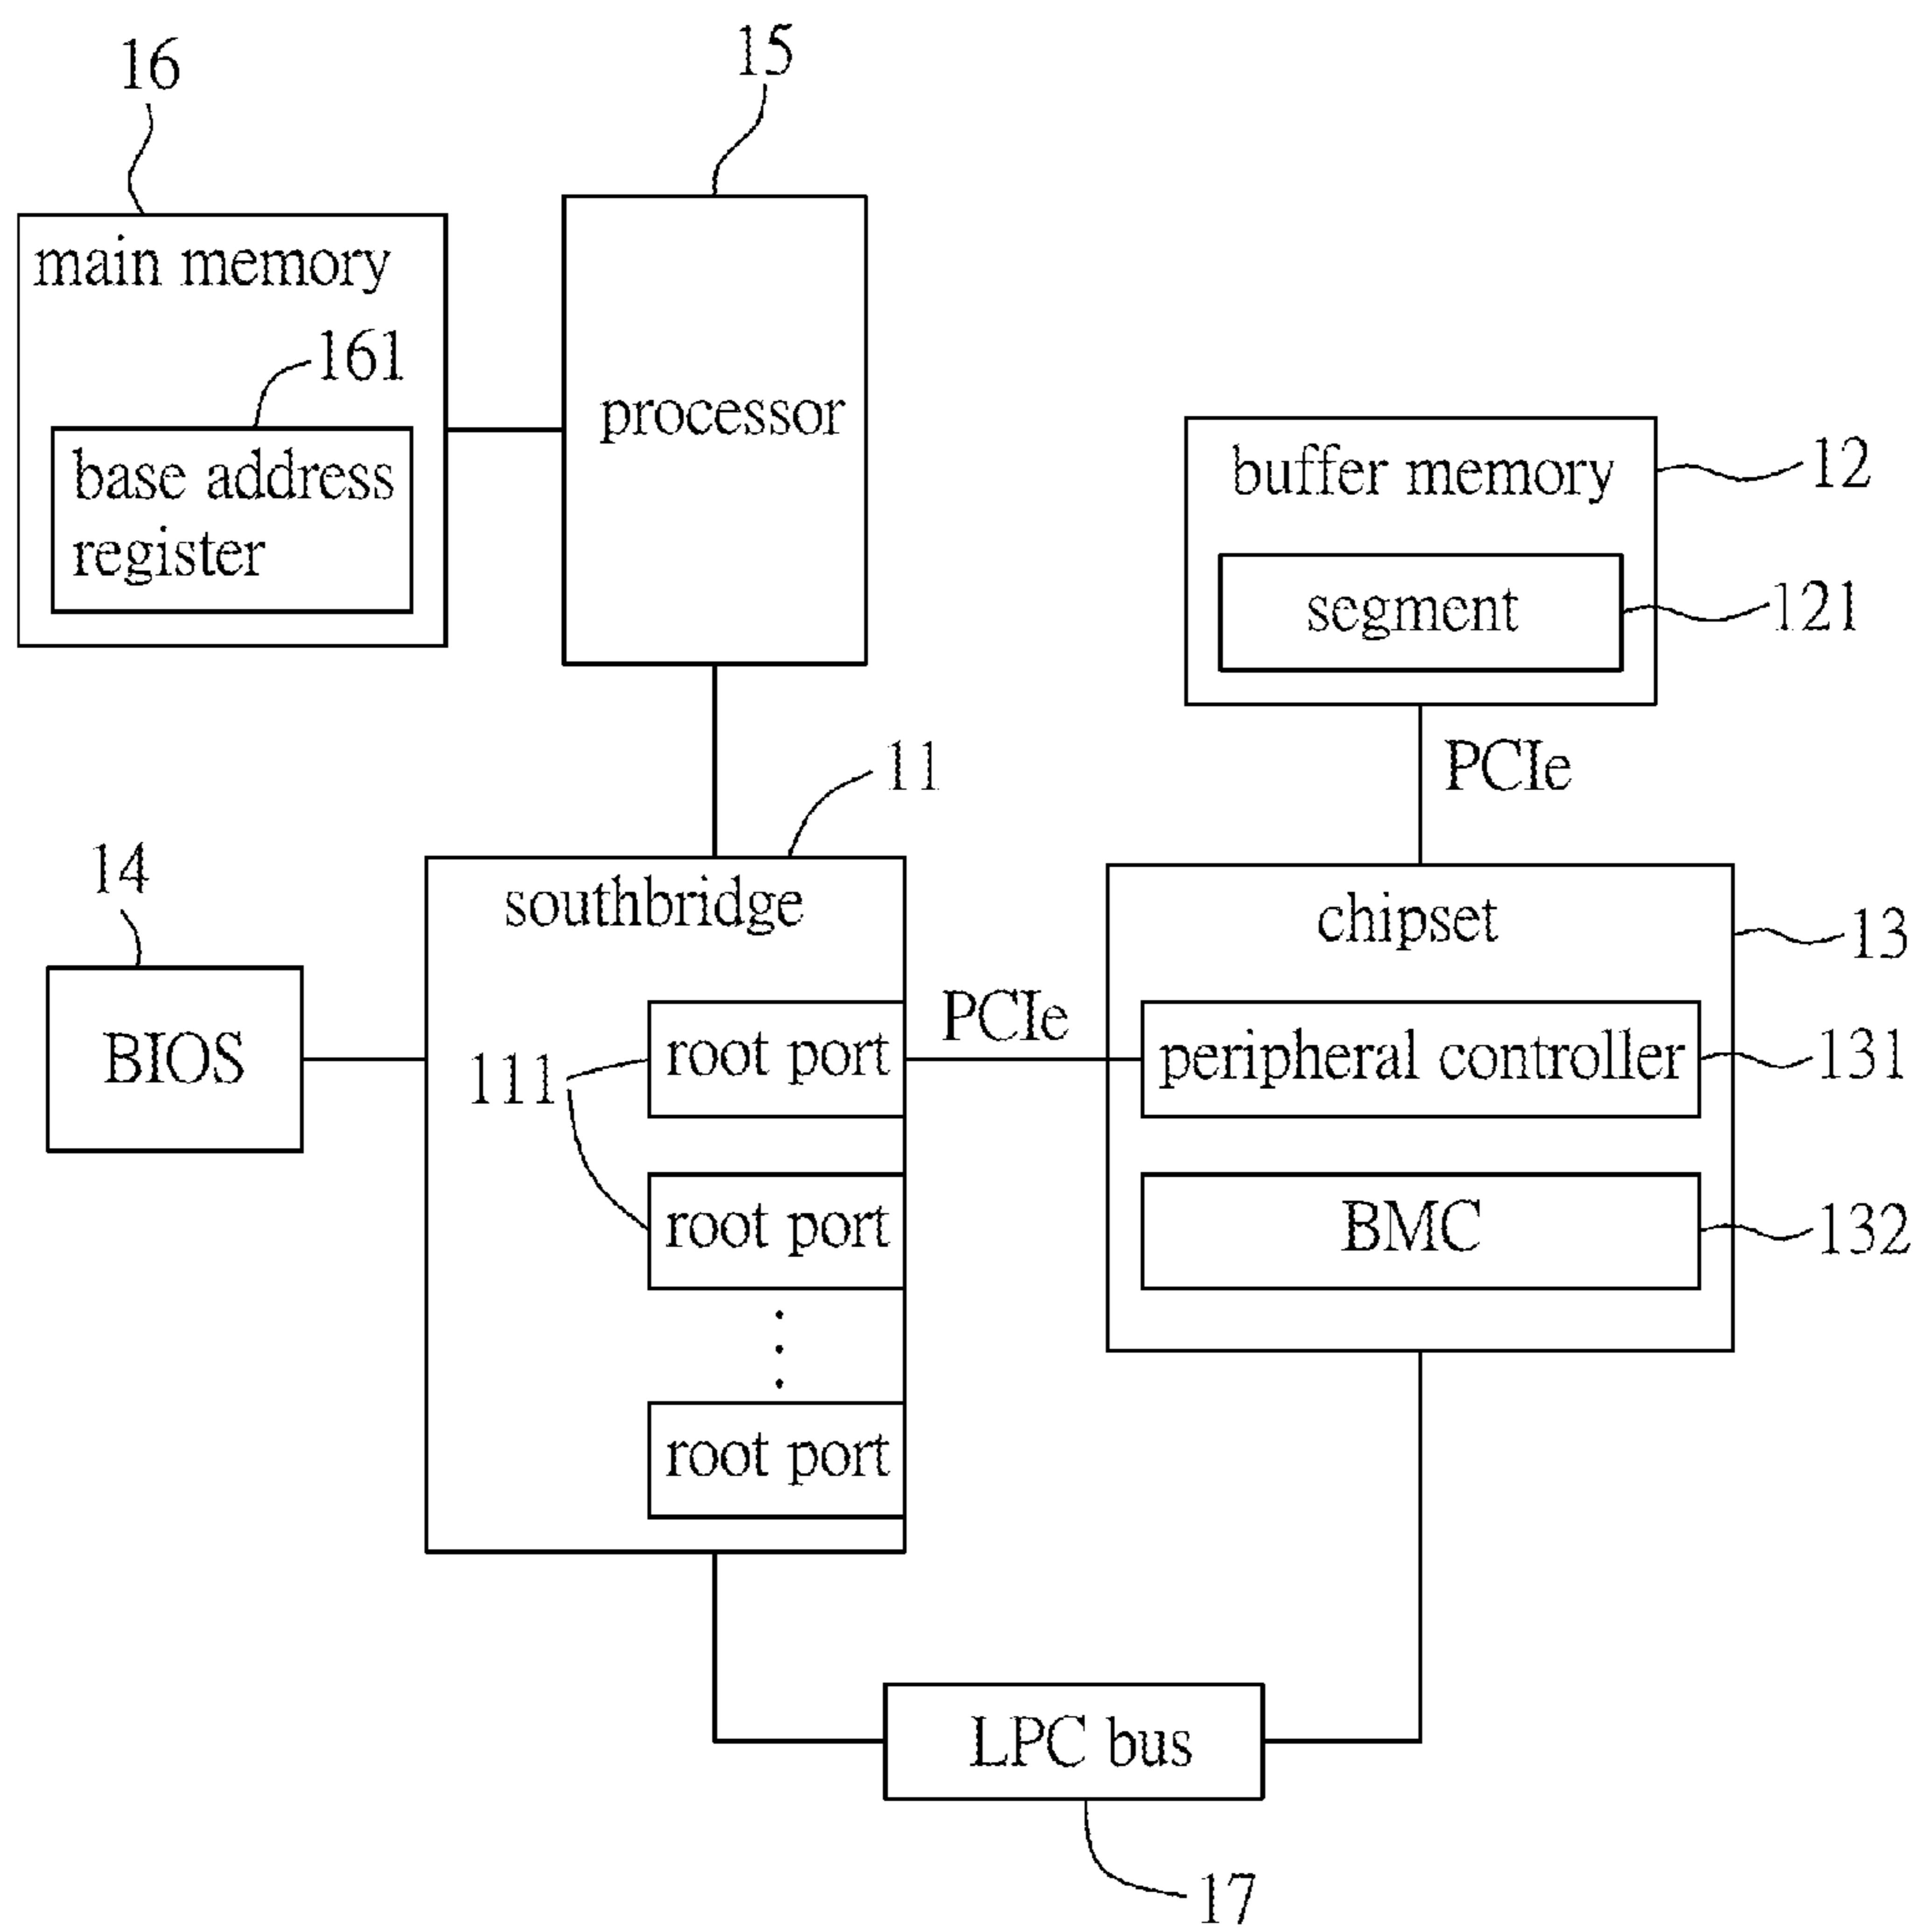 15
16
main memory
161
base address
register
processor
buffer memory
12
segment
121
PCIe
11
14
southbridge
chipset
13
BIOS
111
root port
PCIe
peripheral controller
131
root port
BMC
132
root port
LPC bus
17